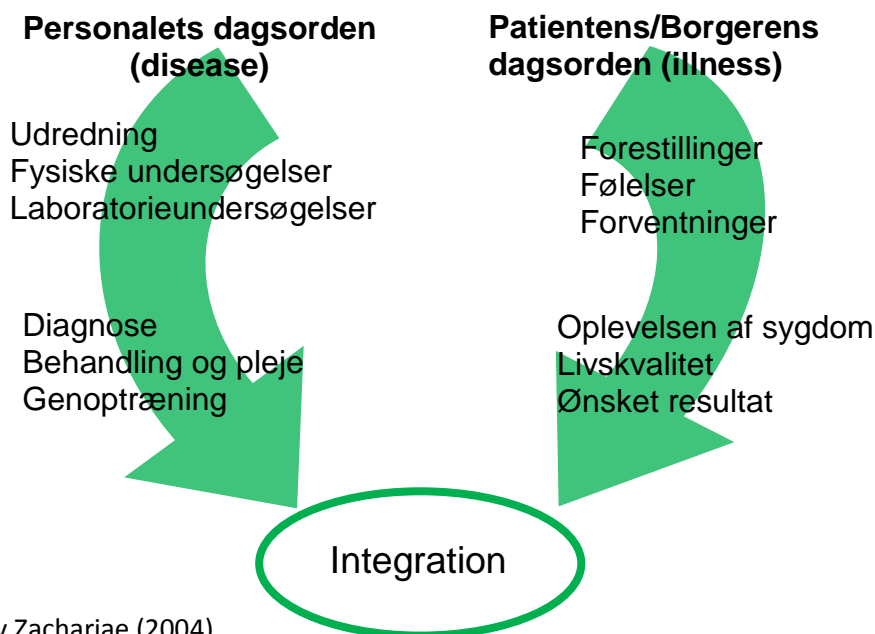 Personalets dagsorden
(disease)
Udredning
Fysiske undersøgelser
Laboratorieundersøgelser
Diagnose
Behandling og pleje
Genoptræning
Patientens/Borgerens
dagsorden (illness)
Forestillinger
Følelser
Forventninger
Oplevelsen af sygdom
Livskvalitet
Ønsket resultat
Integration
Zachariae (2004)